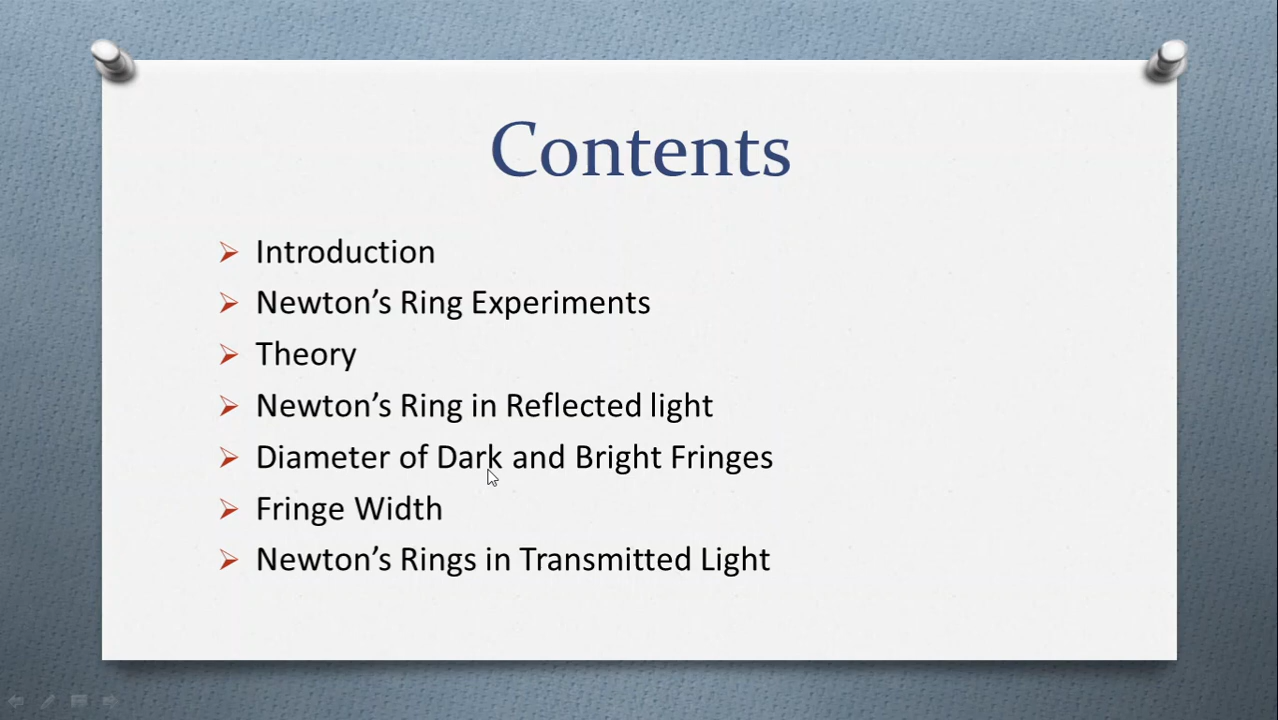 Contents
Introduction
Newton’s Ring Experiments
Theory
Newton’s Ring in Reflected light
Diameter of Dark and Bright Fringes
Fringe Width
Newton’s Rings in Transmitted Light